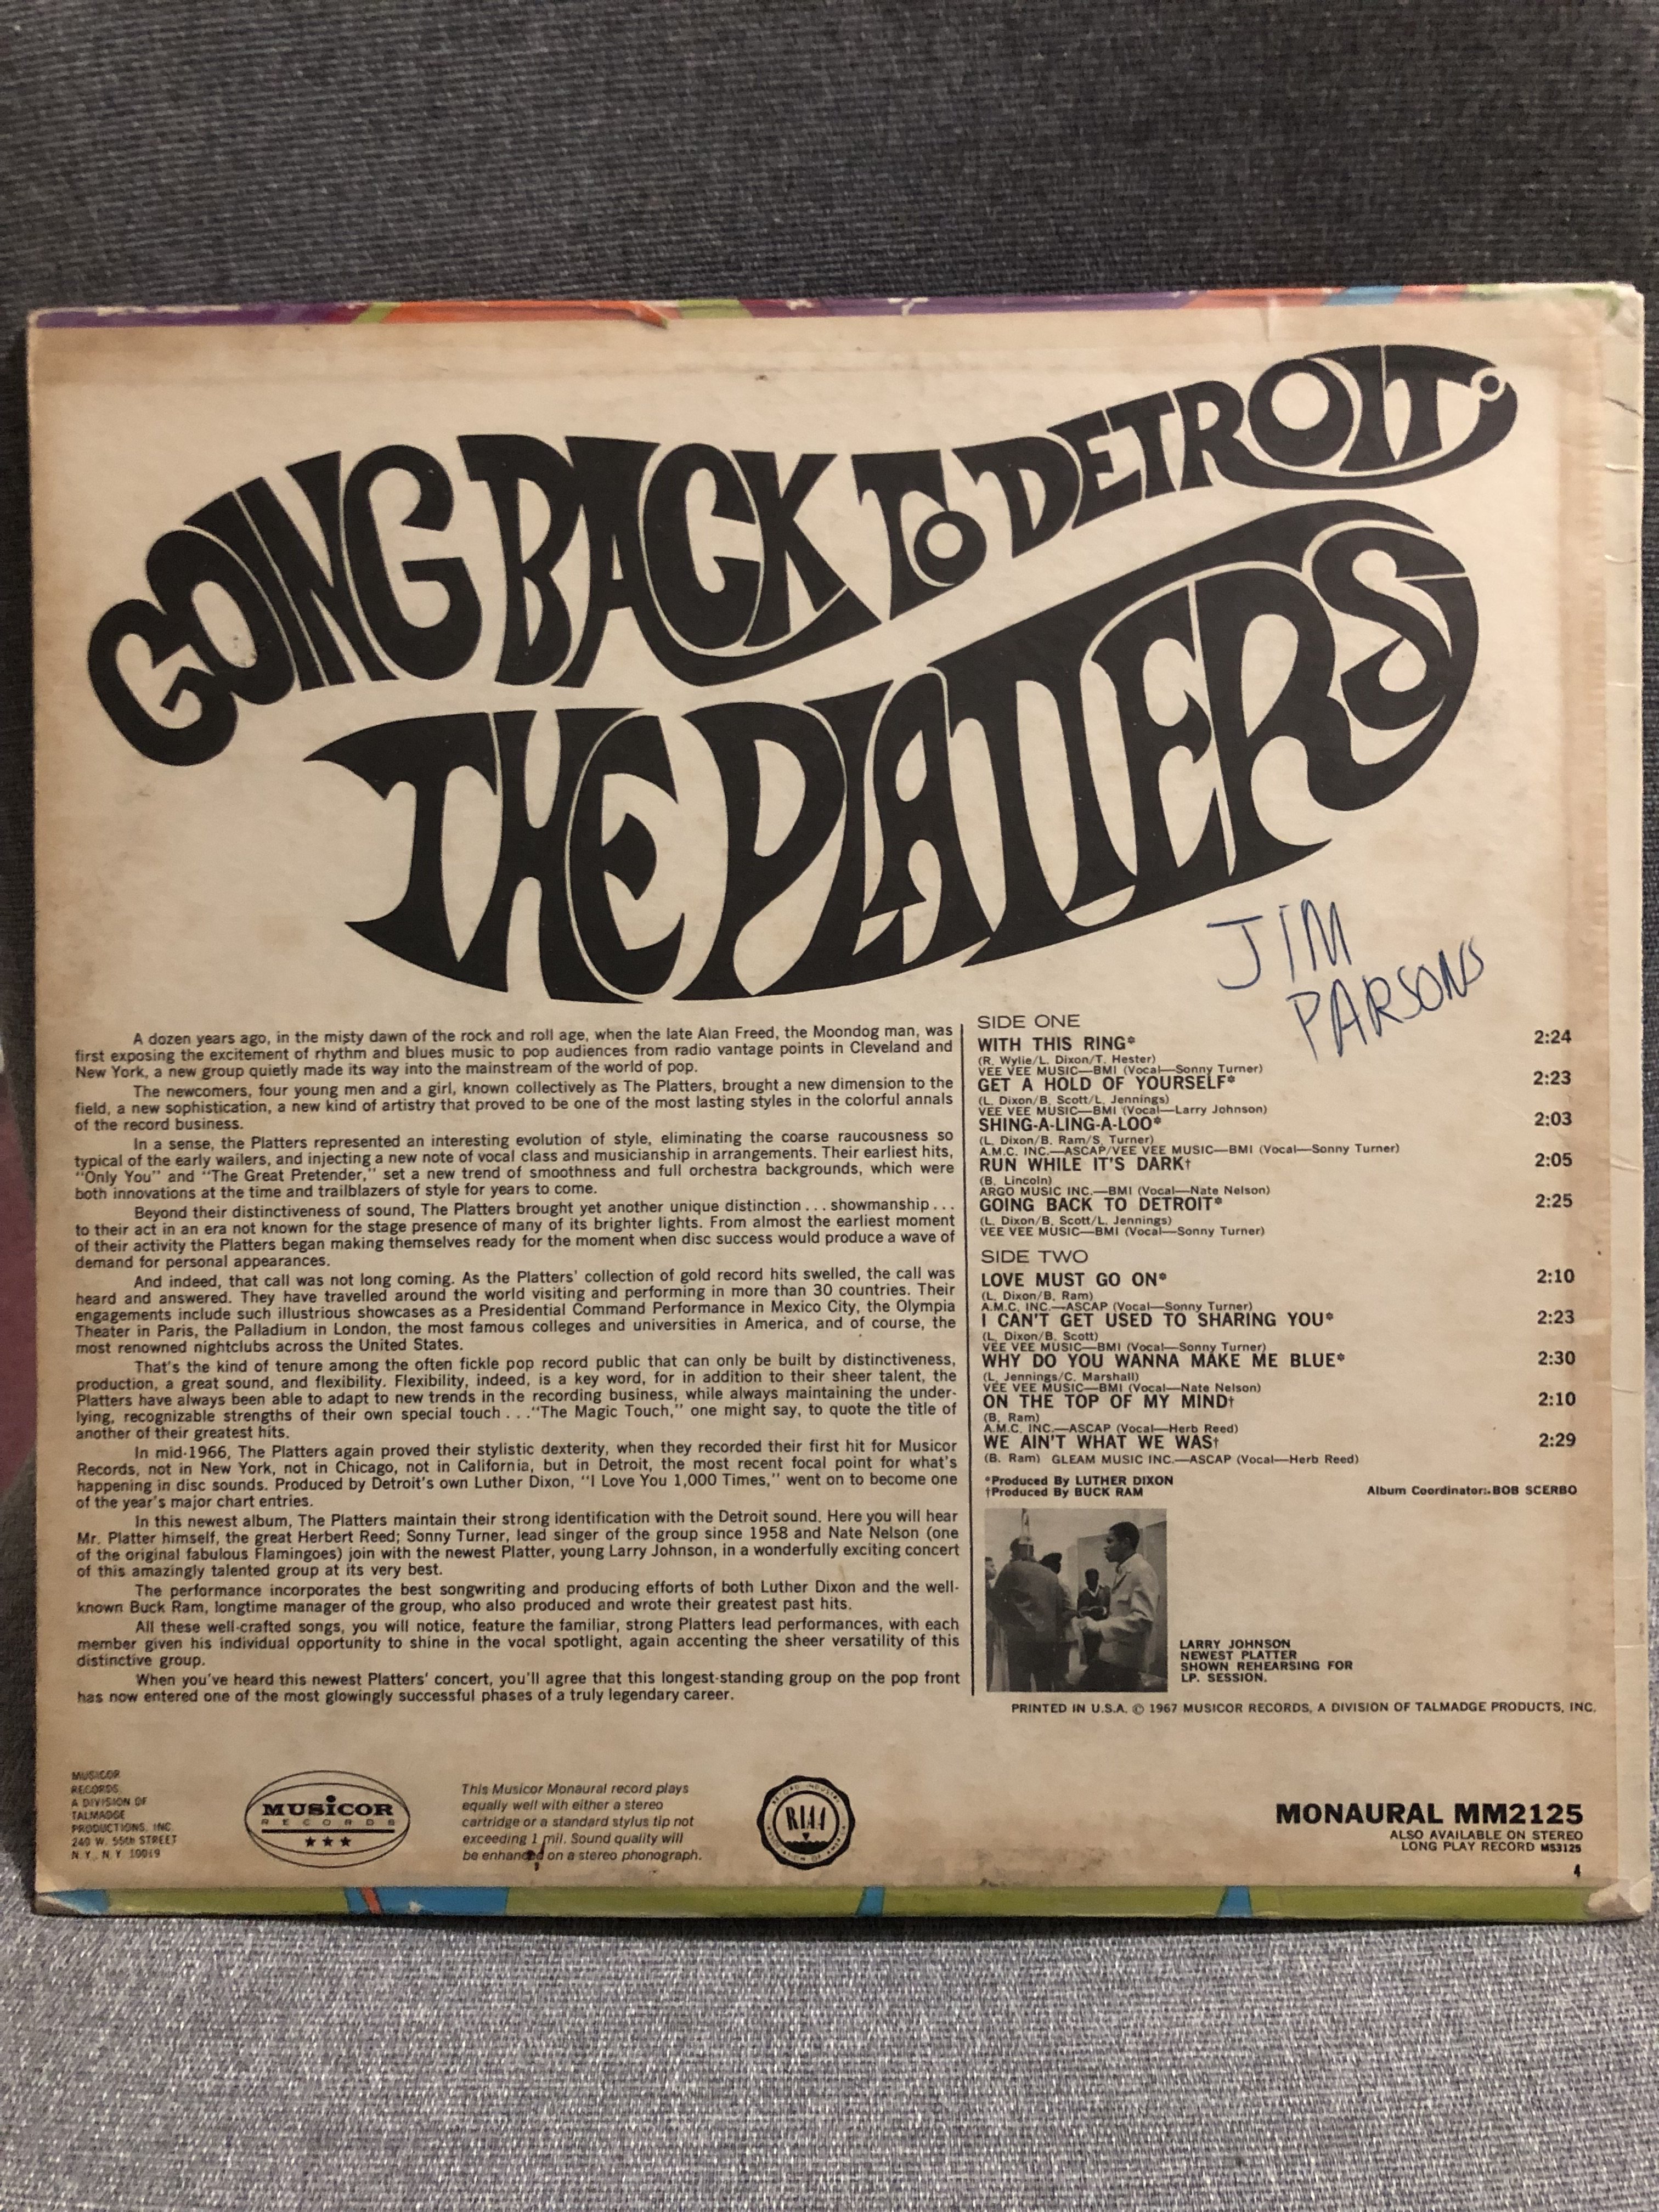 GOING BACK TO DETROIT;
THE PLATTERS
JIM
PARSONS
A dozen years ago, in the misty dawn of the rock and roll age, when the late Alan Freed, the Moondog man, was
first exposing the excitement of rhythm and blues music to pop audiences from radio vantage points in Cleveland and
New York, a new group quietly made its way into the mainstream of the world of pop.
The newcomers, four young men and a girl, known collectively as The Platters, brought a new dimension to the
field, a new sophistication, a new kind of artistry that proved to be one of the most lasting styles in the colorful annals
of the record business.
In a sense, the Platters represented an interesting evolution of style, eliminating the coarse raucousness so
typical of the early wailers, and injecting a new note of vocal class and musicianship in arrangements. Their earliest hits,
"Only You" and "The Great Pretender," set a new trend of smoothness and full orchestra backgrounds, which were
both innovations at the time and trailblazers of style for years to come.
Beyond their distinctiveness of sound, The Platters brought yet another unique distinction . . . showmanship . . .
to their act in an era not known for the stage presence of many of its brighter lights. From almost the earliest moment
of their activity the Platters began making themselves ready for the moment when disc success would produce a wave of
demand for personal appearances.
And indeed, that call was not long coming. As the Platters' collection of gold record hits swelled, the call was
heard and answered. They have travelled around the world visiting and performing in more than 30 countries. Their
engagements include such illustrious showcases as a Presidential Command Performance in Mexico City, the Olympia
Theater in Paris, the Palladium in London, the most famous colleges and universities in America, and of course, the
most renowned nightclubs across the United States.
That's the kind of tenure among the often fickle pop record public that can only be built by distinctiveness,
production, a great sound, and flexibility. Flexibility, indeed, is a key word, for in addition to their sheer talent, the
Platters have always been able to adapt to new trends in the recording business, while always maintaining the under-
lying, recognizable strengths of their own special touch . . . "The Magic Touch," one might say, to quote the title of
another of their greatest hits.
In mid-1966, The Platters again proved their stylistic dexterity, when they recorded their first hit for Musicor
Records, not in New York, not in Chicago, not in California, but in Detroit, the most recent focal point for what's
happening in disc sounds. Produced by Detroit's own Luther Dixon, "I Love You 1,000 Times," went on to become one
of the year's major chart entries.
In this newest album, The Platters maintain their strong identification with the Detroit sound. Here you will hear
Mr. Platter himself, the great Herbert Reed; Sonny Turner, lead singer of the group since 1958 and Nate Nelson (one
of the original fabulous Flamingoes) join with the newest Platter, young Larry Johnson, in a wonderfully exciting concert
of this amazingly talented group at its very best.
The performance incorporates the best songwriting and producing efforts of both Luther Dixon and the well-
known Buck Ram, longtime manager of the group, who also produced and wrote their greatest past hits.
All these well-crafted songs, you will notice, feature the familiar, strong Platters lead performances, with each
member given his individual opportunity to shine in the vocal spotlight, again accenting the sheer versatility of this
distinctive group.
When you've heard this newest Platters' concert, you'll agree that this longest-standing group on the pop front
has now entered one of the most glowingly successful phases of a truly legendary career.
SIDE ONE
WITH THIS RING* 2:24
(R. Wylie/L. Dixon/T. Hester)
VEE VEE MUSIC—BMI (Vocal—Sonny Turner)
GET A HOLD OF YOURSELF* 2:23
(L. Dixon/B. Scott/L. Jennings)
VEE VEE MUSIC—BMI (Vocal—Larry Johnson)
SHING-A-LING-A-LOO* 2:03
(L. Dixon/B. Ram/S. Turner)
A.M.C. INC.—ASCAP/VEE VEE MUSIC—BMI (Vocal—Sonny Turner)
RUN WHILE IT'S DARK† 2:05
(B. Lincoln)
ARGO MUSIC INC.—BMI (Vocal—Nate Nelson)
GOING BACK TO DETROIT* 2:25
(L. Dixon/B. Scott/L. Jennings)
VEE VEE MUSIC—BMI (Vocal—Sonny Turner)
SIDE TWO
LOVE MUST GO ON* 2:10
(L. Dixon/B. Ram)
A.M.C. INC.—ASCAP (Vocal—Sonny Turner)
I CAN'T GET USED TO SHARING YOU* 2:23
(L. Dixon/B. Scott)
VEE VEE MUSIC—BMI (Vocal—Sonny Turner)
WHY DO YOU WANNA MAKE ME BLUE* 2:30
(L. Jennings/C. Marshall)
VEE VEE MUSIC—BMI (Vocal—Nate Nelson)
ON THE TOP OF MY MIND† 2:10
(B. Ram)
A.M.C. INC.—ASCAP (Vocal—Herb Reed)
WE AIN'T WHAT WE WAS† 2:29
(B. Ram) GLEAM MUSIC INC.—ASCAP (Vocal—Herb Reed)
*Produced By LUTHER DIXON
†Produced By BUCK RAM
Album Coordinator: BOB SCERBO
LARRY JOHNSON
NEWEST PLATTER
SHOWN REHEARSING FOR
LP. SESSION.
PRINTED IN U.S.A. © 1967 MUSICOR RECORDS, A DIVISION OF TALMADGE PRODUCTS, INC.
MUSICOR
RECORDS.
A DIVISION OF
TALMADGE
PRODUCTIONS, INC.
240 W. 55th STREET
N.Y., N.Y. 10019
MUSICOR
RECORDS
This Musicor Monaural record plays
equally well with either a stereo
cartridge or a standard stylus tip not
exceeding 1 mil. Sound quality will
be enhanced on a stereo phonograph.
RIAA
MONAURAL MM2125
ALSO AVAILABLE ON STEREO
LONG PLAY RECORD MS3125
4